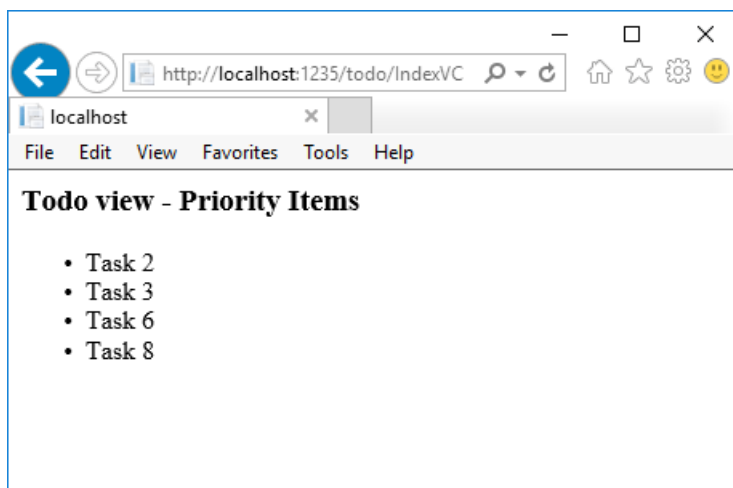 http://localhost:1235/todo/IndexVC
localhost
File Edit View Favorites Tools Help
Todo view - Priority Items
• Task 2
• Task 3
• Task 6
• Task 8